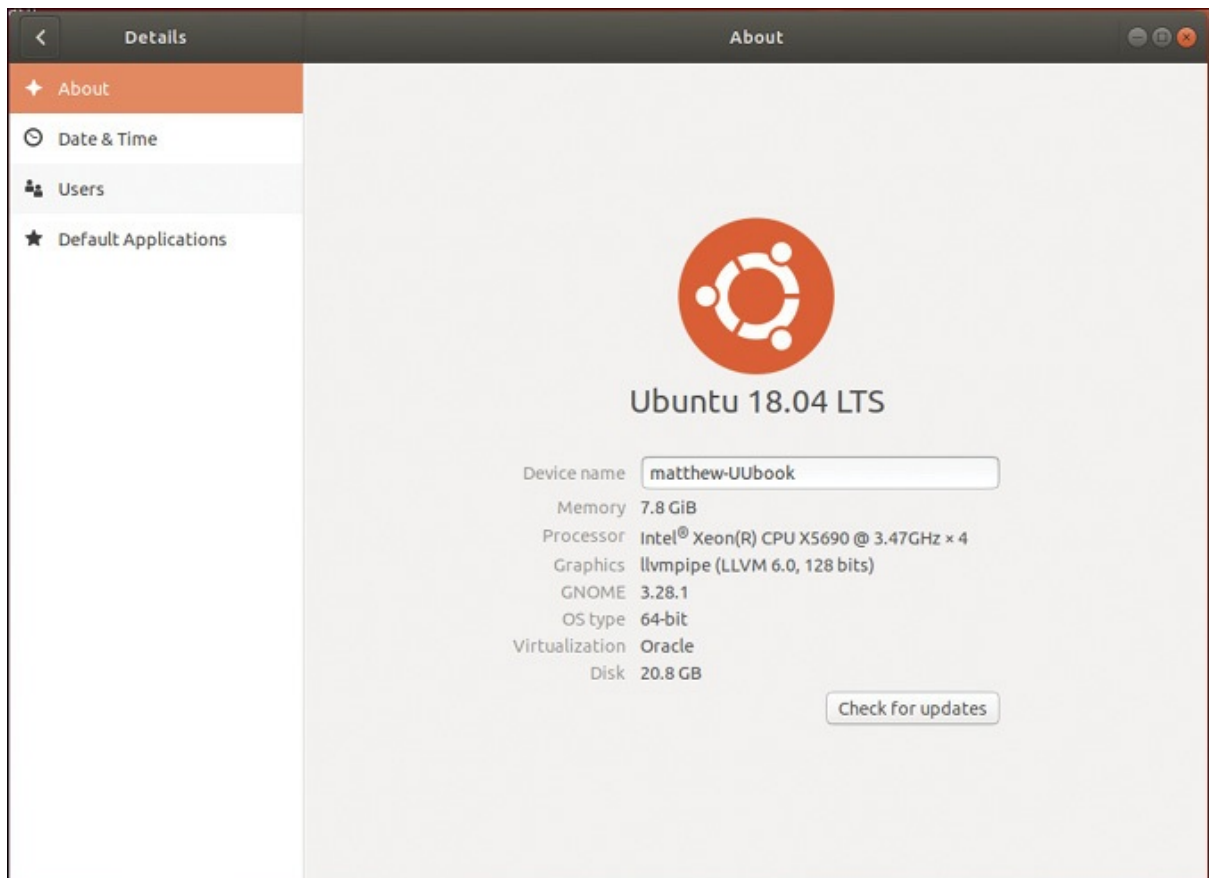 Details
About
About
Date & Time
Users
Default Applications
Ubuntu 18.04 LTS
Device name matthew-UUbook
Memory 7.8 GiB
Processor Intel® Xeon(R) CPU X5690 @ 3.47GHz × 4
Graphics llvmpipe (LLVM 6.0, 128 bits)
GNOME 3.28.1
OS type 64-bit
Virtualization Oracle
Disk 20.8 GB
Check for updates